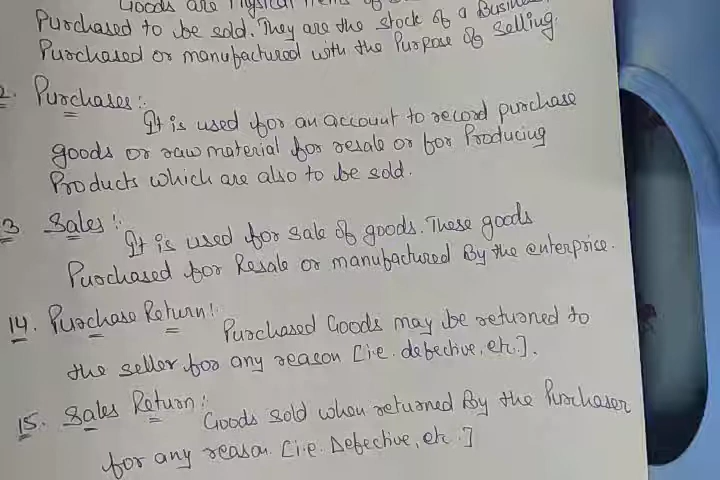 Goods are Physical Items of
Purchased to be sold. They are the stock of a Business
Purchased or manufactured with the Purpose of Selling.
2. Purchases:.
It is used for an account to record purchase
goods or raw material for resale or for Producing
Products which are also to be sold.
3 Sales:.
It is used for sale of goods. These goods
Purchased for Resale or manufactured By the enterprice.
14. Purchase Return:.
Purchased Goods may be returned to
the seller for any reason [i.e. defective, etc.].
15. Sales Return:
Goods sold when returned By the Purchaser
for any reason. [i.e. Defective, etc.]